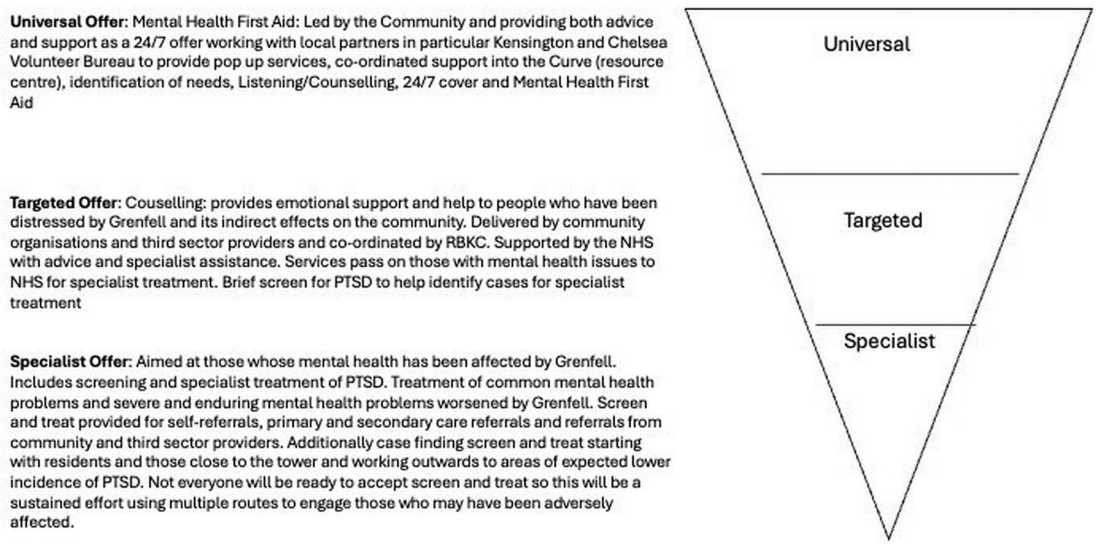 Universal Offer: Mental Health First Aid: Led by the Community and providing both advice
and support as a 24/7 offer working with local partners in particular Kensington and Chelsea
Volunteer Bureau to provide pop up services, co-ordinated support into the Curve (resource
centre), identification of needs, Listening/Counselling, 24/7 cover and Mental Health First
Aid
Universal
Targeted Offer: Couselling: provides emotional support and help to people who have been
distressed by Grenfell and its indirect effects on the community. Delivered by community
organisations and third sector providers and co-ordinated by RBKC. Supported by the NHS
with advice and specialist assistance. Services pass on those with mental health issues to
NHS for specialist treatment. Brief screen for PTSD to help identify cases for specialist
treatment
Targeted
Specialist Offer: Aimed at those whose mental health has been affected by Grenfell.
Includes screening and specialist treatment of PTSD. Treatment of common mental health
problems and severe and enduring mental health problems worsened by Grenfell. Screen
and treat provided for self-referrals, primary and secondary care referrals and referrals from
community and third sector providers. Additionally case finding screen and treat starting
with residents and those close to the tower and working outwards to areas of expected lower
incidence of PTSD. Not everyone will be ready to accept screen and treat so this will be a
sustained effort using multiple routes to engage those who may have been adversely
affected.
Specialist